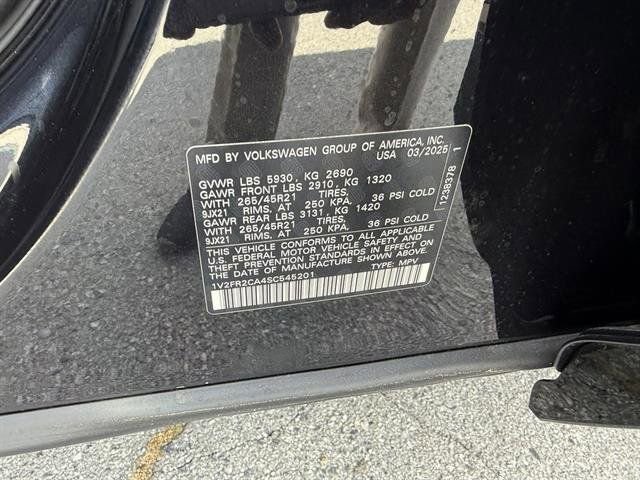 MFD BY VOLKSWAGEN GROUP OF AMERICA, INC.
USA 03/2025
GVWR LBS 5930, KG 2690
GAWR FRONT LBS 2910, KG 1320
WITH 265/45R21 TIRES.
9JX21 RIMS. AT 250 KPA. 36 PSI COLD
GAWR REAR LBS 3131, KG 1420
WITH 265/45R21 TIRES.
9JX21 RIMS. AT 250 KPA. 36 PSI COLD
THIS VEHICLE CONFORMS TO ALL APPLICABLE
U.S. FEDERAL MOTOR VEHICLE SAFETY AND
THEFT PREVENTION STANDARDS IN EFFECT ON
THE DATE OF MANUFACTURE SHOWN ABOVE.
1V2FR2CA4SC545201 TYPE: MPV
1238378 1